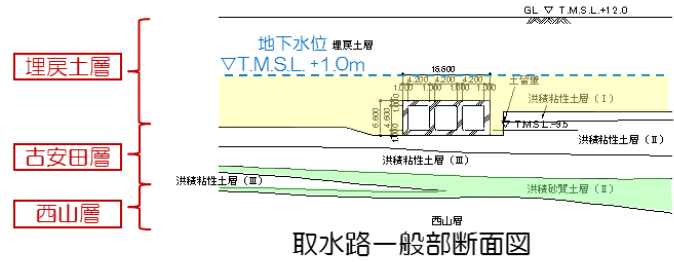 GL ▽ T.M.S.L.+12.0
地下水位
埋戻土層
▽T.M.S.L. +1.0m
埋戻土層
18.600
4.200 4.200 4.200
1.000 1.000 1.000 1.000
土留壁
洪積粘性土層(Ⅰ)
6.600
4.600
1.000
1.000
▽ T.M.S.L.-9.5
洪積粘性土層(Ⅱ)
古安田層
洪積粘性土層(Ⅲ)
洪積粘性土層(Ⅲ)
洪積砂質土層(Ⅱ)
西山層
西山層
取水路一般部断面図